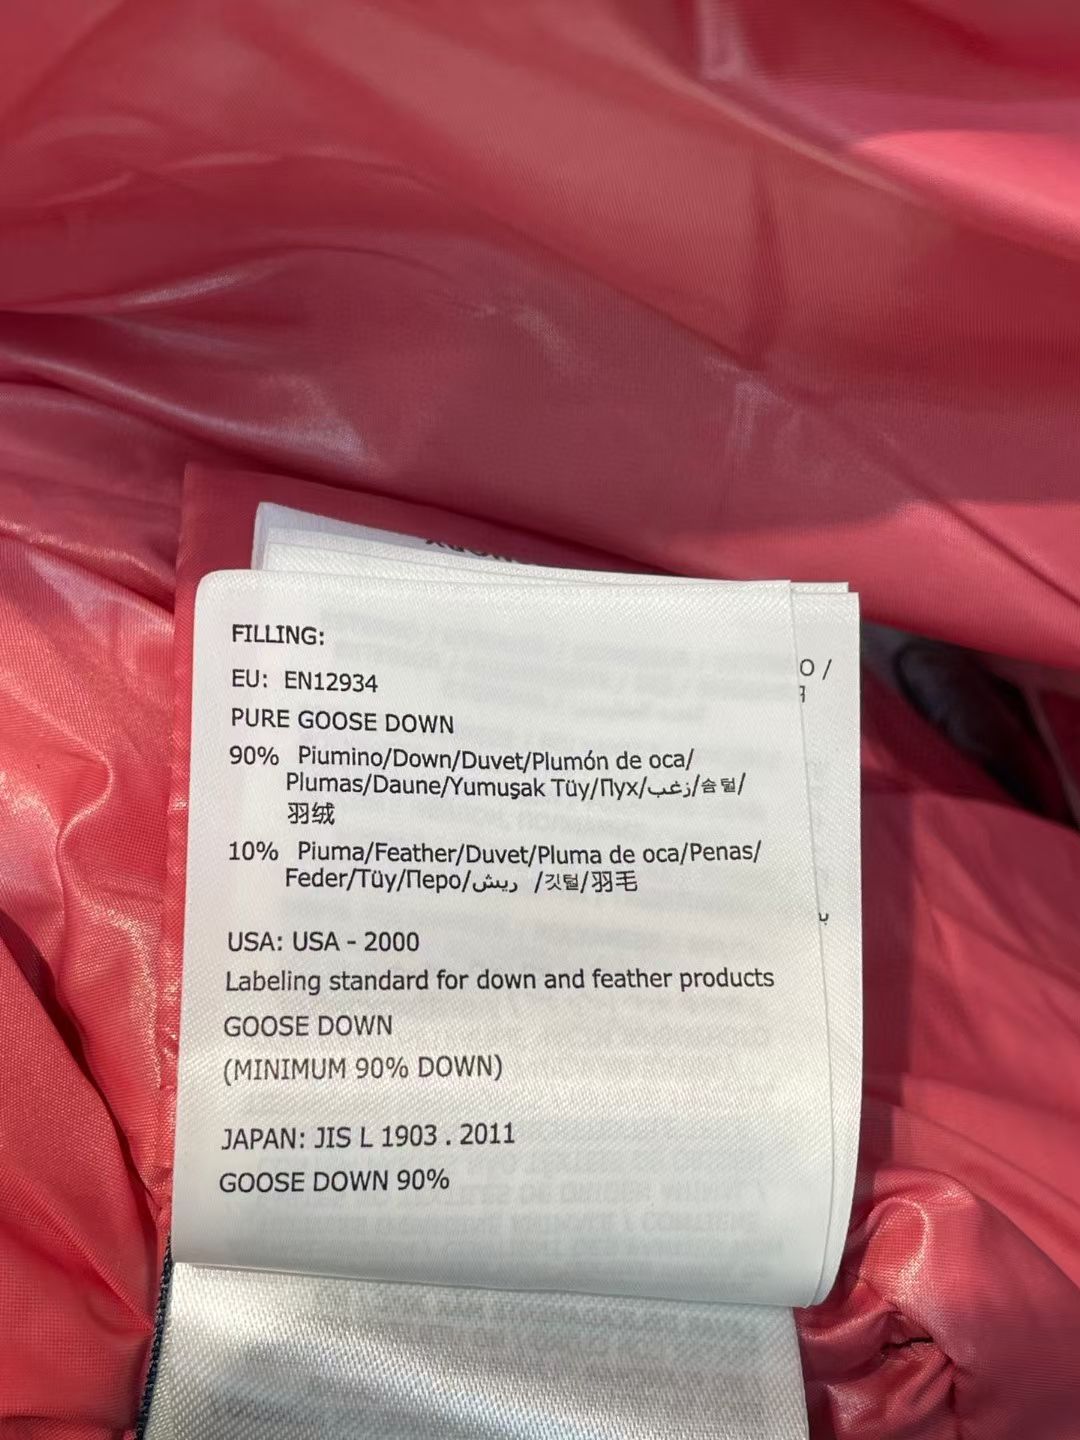 FILLING:
EU: EN12934
PURE GOOSE DOWN
90% Piumino/Down/Duvet/Plumón de oca/
Plumas/Daune/Yumuşak Tüy/Пух/زغب/솜털/
羽绒
10% Piuma/Feather/Duvet/Pluma de oca/Penas/
Feder/Tüy/Перо/ريش /깃털/羽毛
USA: USA - 2000
Labeling standard for down and feather products
GOOSE DOWN
(MINIMUM 90% DOWN)
JAPAN: JIS L 1903 . 2011
GOOSE DOWN 90%
O /